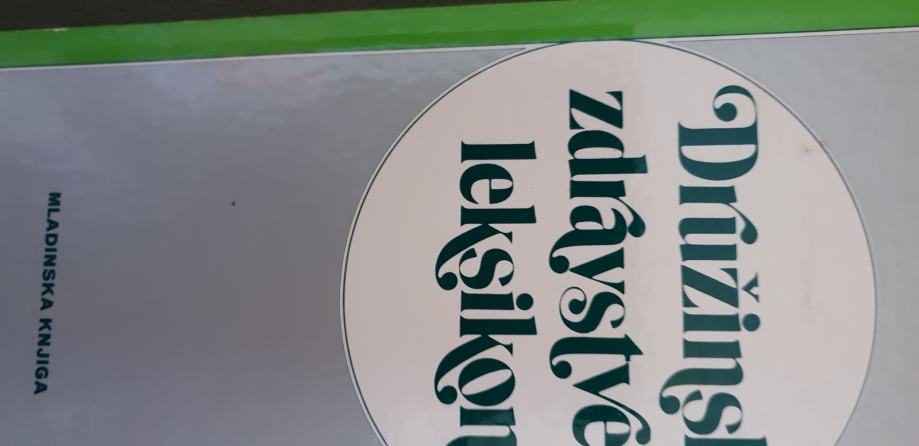 Družinsk
zdravstve
leksikon
MLADINSKA KNJIGA